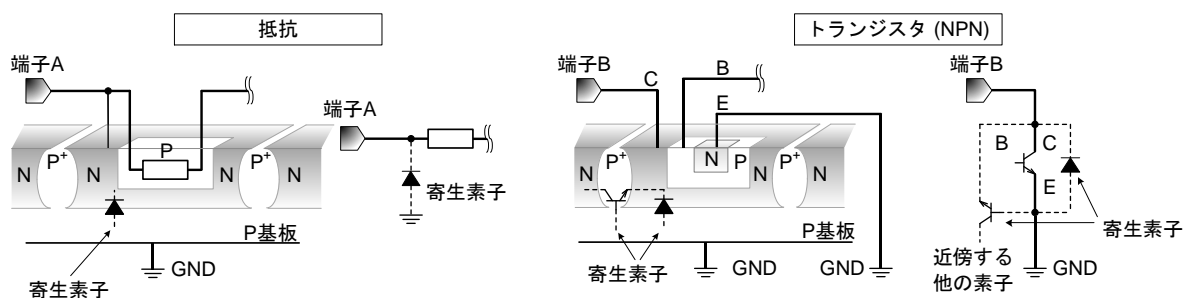 抵抗
トランジスタ (NPN)
端子A
端子A
P
N
P+
N
P+
N
N
寄生素子
P基板
GND
寄生素子
端子B
C
B
E
N
P+
N
N
P
P+
N
P基板
寄生素子
GND
GND
端子B
B
C
E
寄生素子
近傍する
他の素子
GND